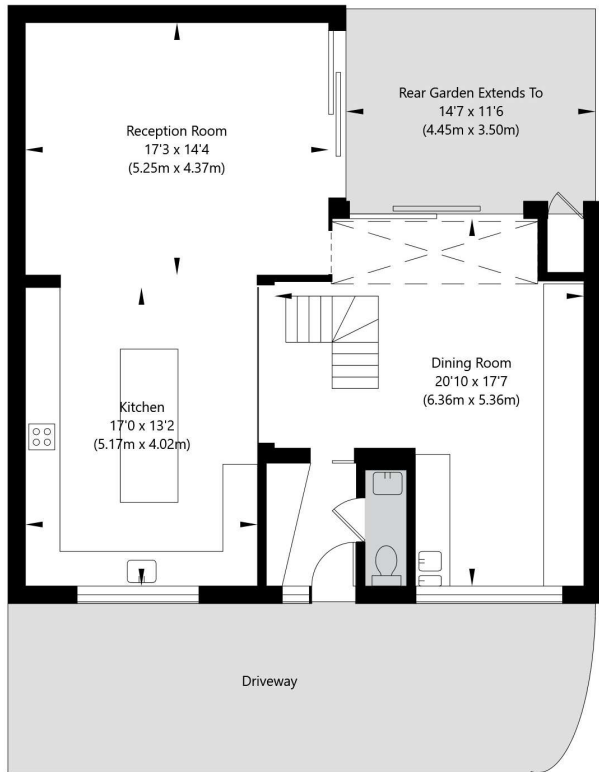 Rear Garden Extends To
14'7 x 11'6
(4.45m x 3.50m)
Reception Room
17'3 x 14'4
(5.25m x 4.37m)
Dining Room
20'10 x 17'7
(6.36m x 5.36m)
Kitchen
17'0 x 13'2
(5.17m x 4.02m)
Driveway